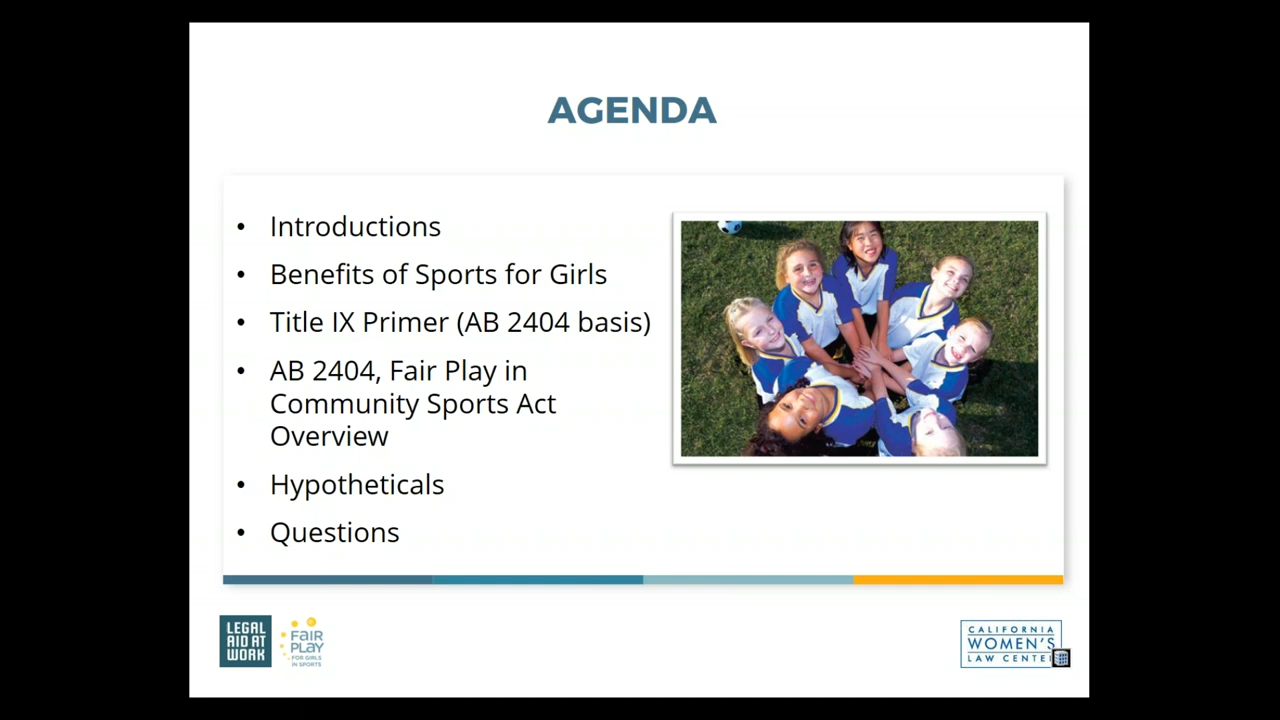 AGENDA
• Introductions
• Benefits of Sports for Girls
• Title IX Primer (AB 2404 basis)
• AB 2404, Fair Play in
Community Sports Act
Overview
• Hypotheticals
• Questions
LEGAL
AID AT
WORK
FAIR
PLAY
FOR GIRLS
IN SPORTS
CALIFORNIA
WOMEN'S
LAW CENTE